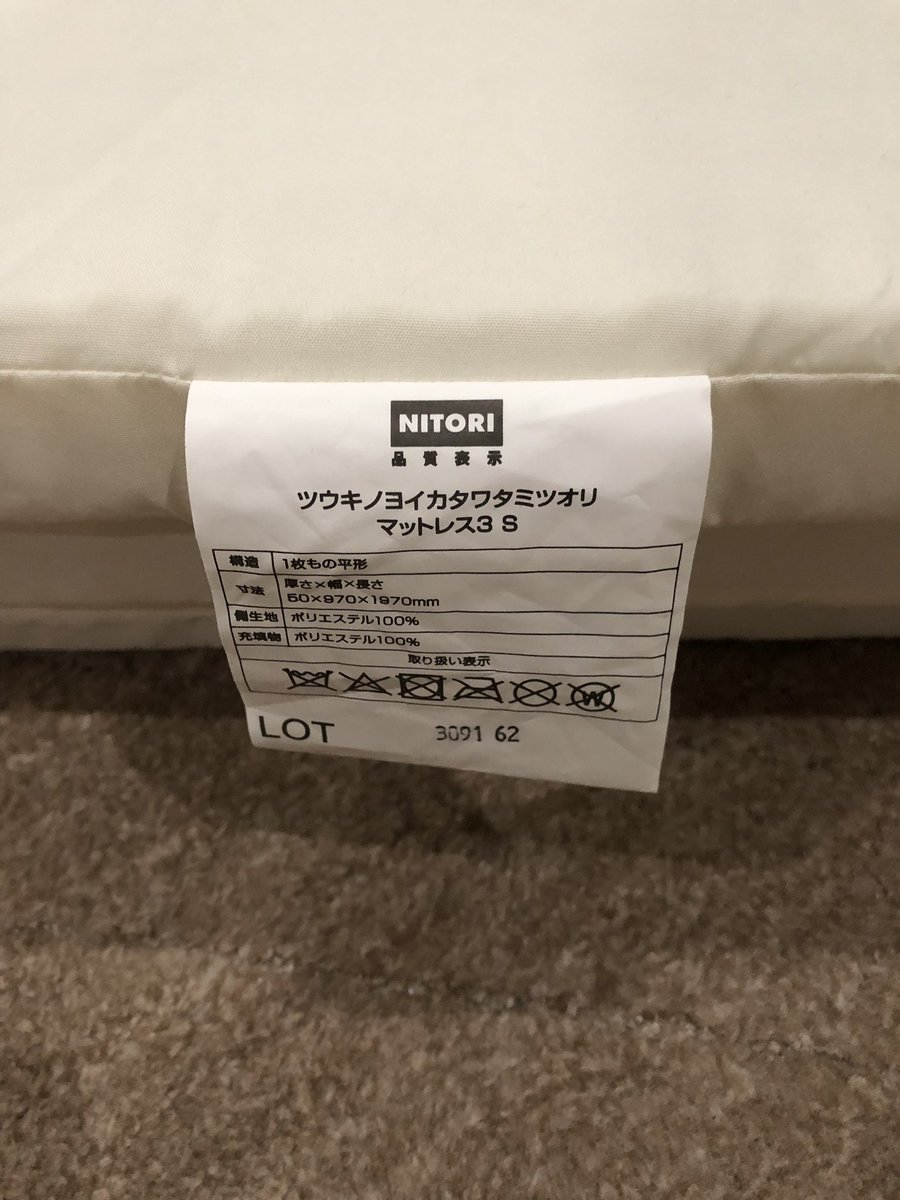 NITORI
品質表示
ツウキノヨイカタワタミツオリ
マットレス3 S
構造 1枚もの平形
寸法 厚さ×幅×長さ
50×970×1970mm
側生地 ポリエステル100%
充填物 ポリエステル100%
取り扱い表示
W
LOT 3091 62